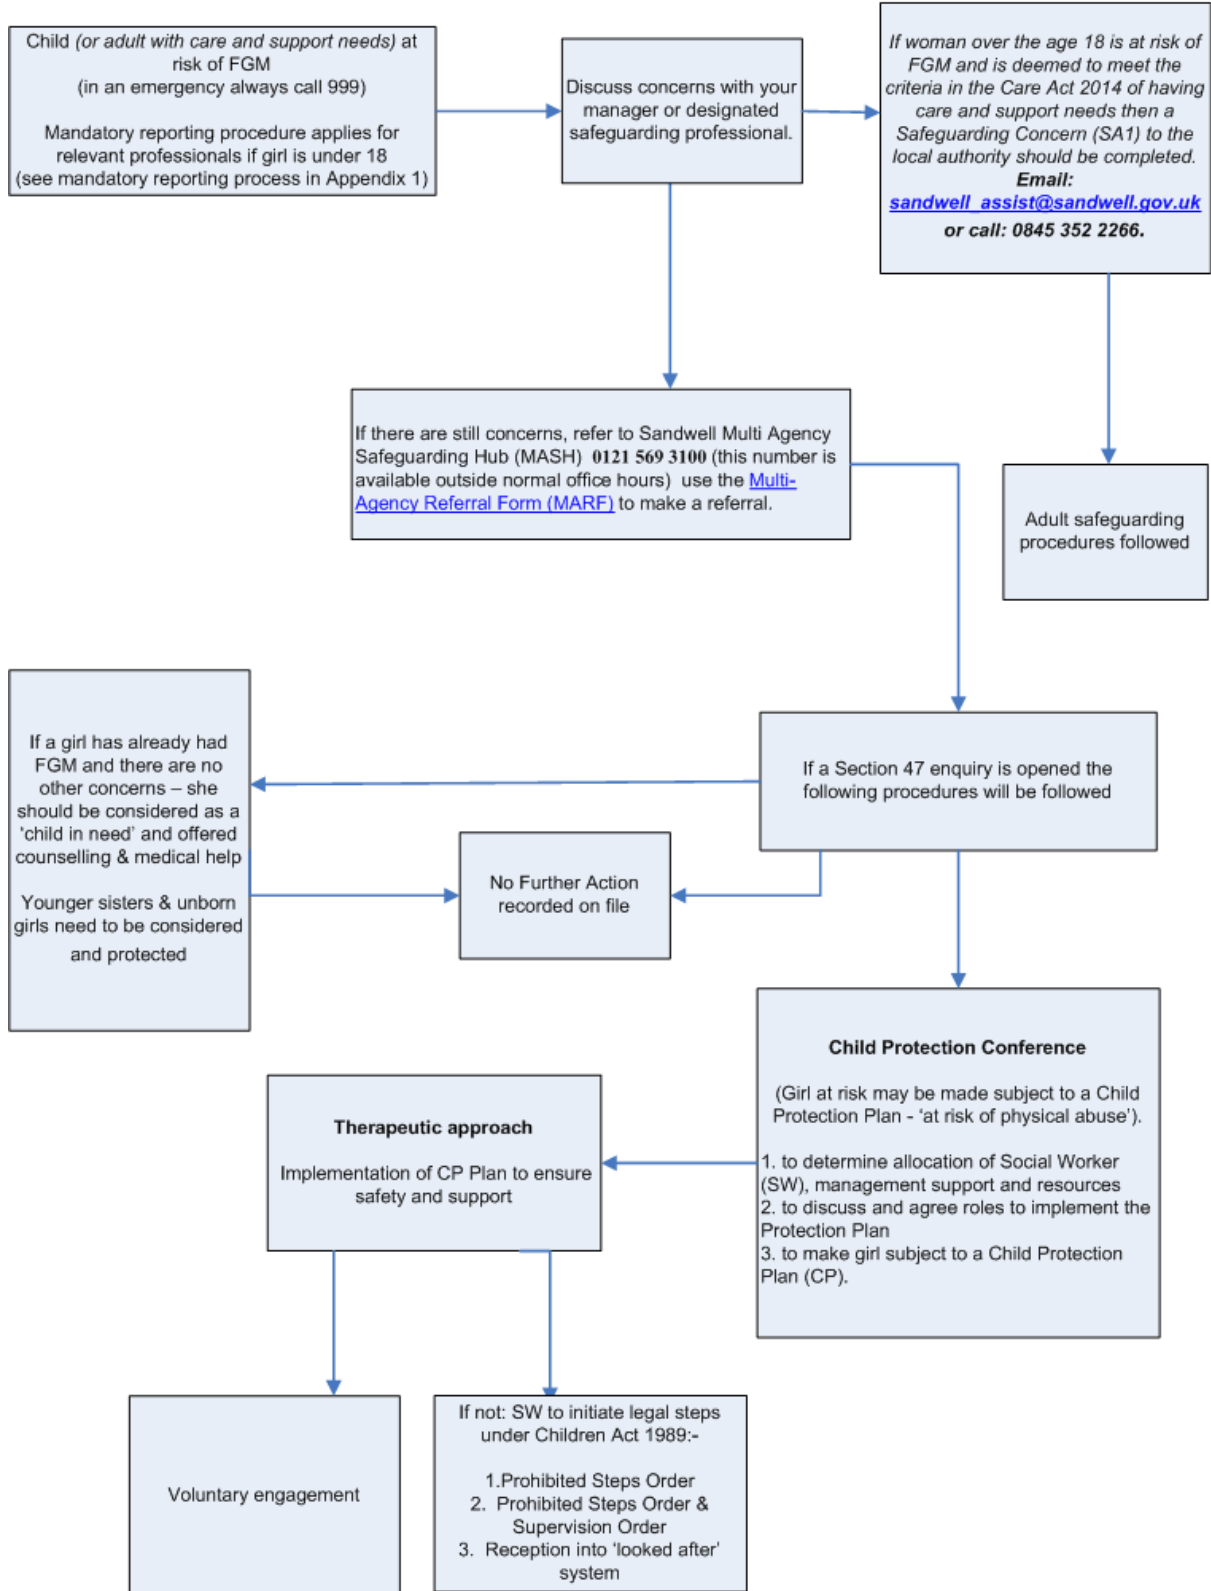 Child (or adult with care and support needs) at
risk of FGM
(in an emergency always call 999)
Mandatory reporting procedure applies for
relevant professionals if girl is under 18
(see mandatory reporting process in Appendix 1)
Discuss concerns with your
manager or designated
safeguarding professional.
If woman over the age 18 is at risk of
FGM and is deemed to meet the
criteria in the Care Act 2014 of having
care and support needs then a
Safeguarding Concern (SA1) to the
local authority should be completed.
Email:
sandwell_assist@sandwell.gov.uk
or call: 0845 352 2266.
If there are still concerns, refer to Sandwell Multi Agency
Safeguarding Hub (MASH) 0121 569 3100 (this number is
available outside normal office hours) use the Multi-
Agency Referral Form (MARF) to make a referral.
Adult safeguarding
procedures followed
If a girl has already had
FGM and there are no
other concerns – she
should be considered as a
‘child in need’ and offered
counselling & medical help
Younger sisters & unborn
girls need to be considered
and protected
If a Section 47 enquiry is opened the
following procedures will be followed
No Further Action
recorded on file
Child Protection Conference
(Girl at risk may be made subject to a Child
Protection Plan - ‘at risk of physical abuse’).
1. to determine allocation of Social Worker
(SW), management support and resources
2. to discuss and agree roles to implement the
Protection Plan
3. to make girl subject to a Child Protection
Plan (CP).
Therapeutic approach
Implementation of CP Plan to ensure
safety and support
Voluntary engagement
If not: SW to initiate legal steps
under Children Act 1989:-
1.Prohibited Steps Order
2. Prohibited Steps Order &
Supervision Order
3. Reception into ‘looked after’
system